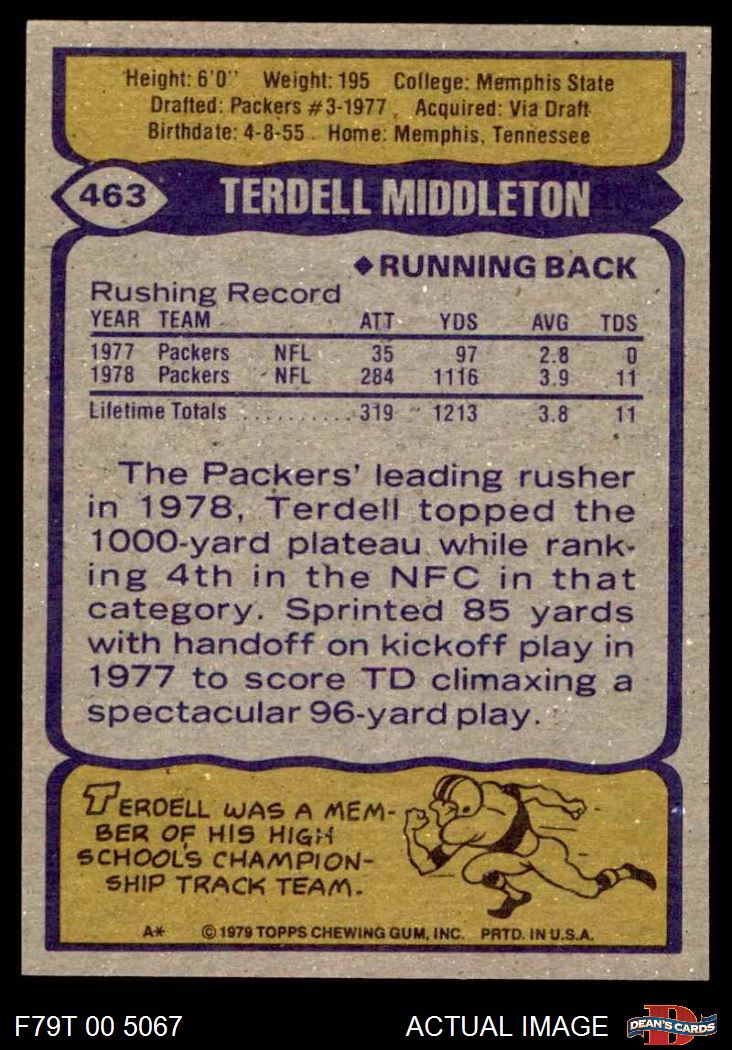 Height: 6'0'' Weight: 195 College: Memphis State
Drafted: Packers #3-1977 Acquired: Via Draft
Birthdate: 4-8-55 Home: Memphis, Tennessee
463 TERDELL MIDDLETON
◆RUNNING BACK
Rushing Record
YEAR TEAM ATT YDS AVG TDS
1977 Packers NFL 35 97 2.8 0
1978 Packers NFL 284 1116 3.9 11
Lifetime Totals ........... 319 1213 3.8 11
The Packers' leading rusher
in 1978, Terdell topped the
1000-yard plateau while rank-
ing 4th in the NFC in that
category. Sprinted 85 yards
with handoff on kickoff play in
1977 to score TD climaxing a
spectacular 96-yard play.
TERDELL WAS A MEM-
BER OF HIS HIGH
SCHOOL'S CHAMPION-
SHIP TRACK TEAM.
A* © 1979 TOPPS CHEWING GUM, INC. PRTD. IN U.S.A.
F79T 00 5067 ACTUAL IMAGE D DEAN'S CARDS